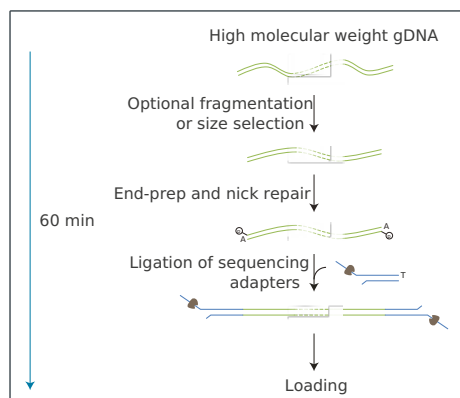 High molecular weight gDNA
Optional fragmentation
or size selection
End-prep and nick repair
60 min
A
P
A
P
Ligation of sequencing
adapters
T
Loading